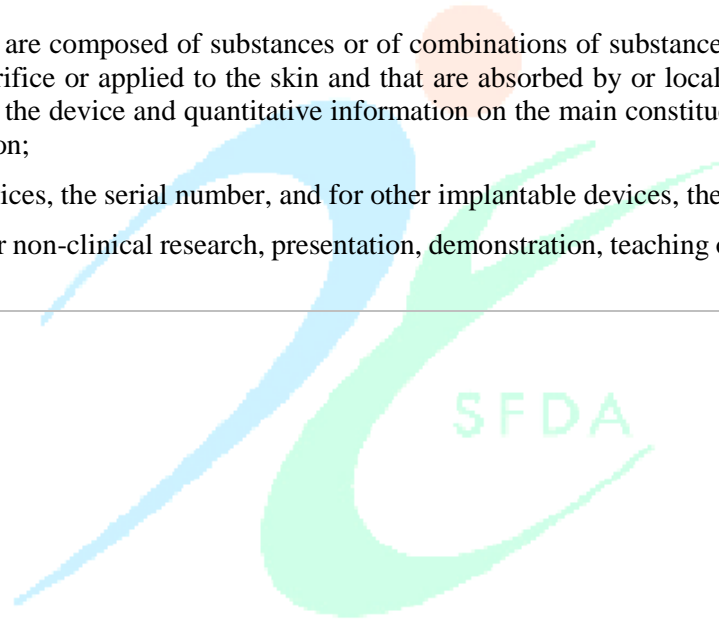 are composed of substances or of combinations of substance
rifice or applied to the skin and that are absorbed by or local
the device and quantitative information on the main constitu
on;
ices, the serial number, and for other implantable devices, the
r non-clinical research, presentation, demonstration, teaching
SFDA